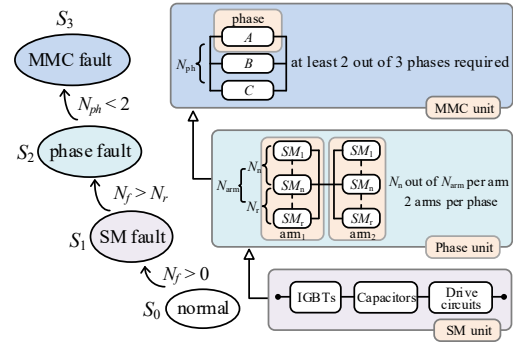 S3
MMC fault
Nph < 2
S2
phase fault
Nf > Nr
S1
SM fault
Nf > 0
S0
normal
phase
A
Nph
B
C
at least 2 out of 3 phases required
MMC unit
SM1
SM1
Nn
Narm
SMn
SMn
Nr
SMr
SMr
arm1
arm2
Nn out of Narm per arm
2 arms per phase
Phase unit
IGBTs
Capacitors
Drive circuits
SM unit